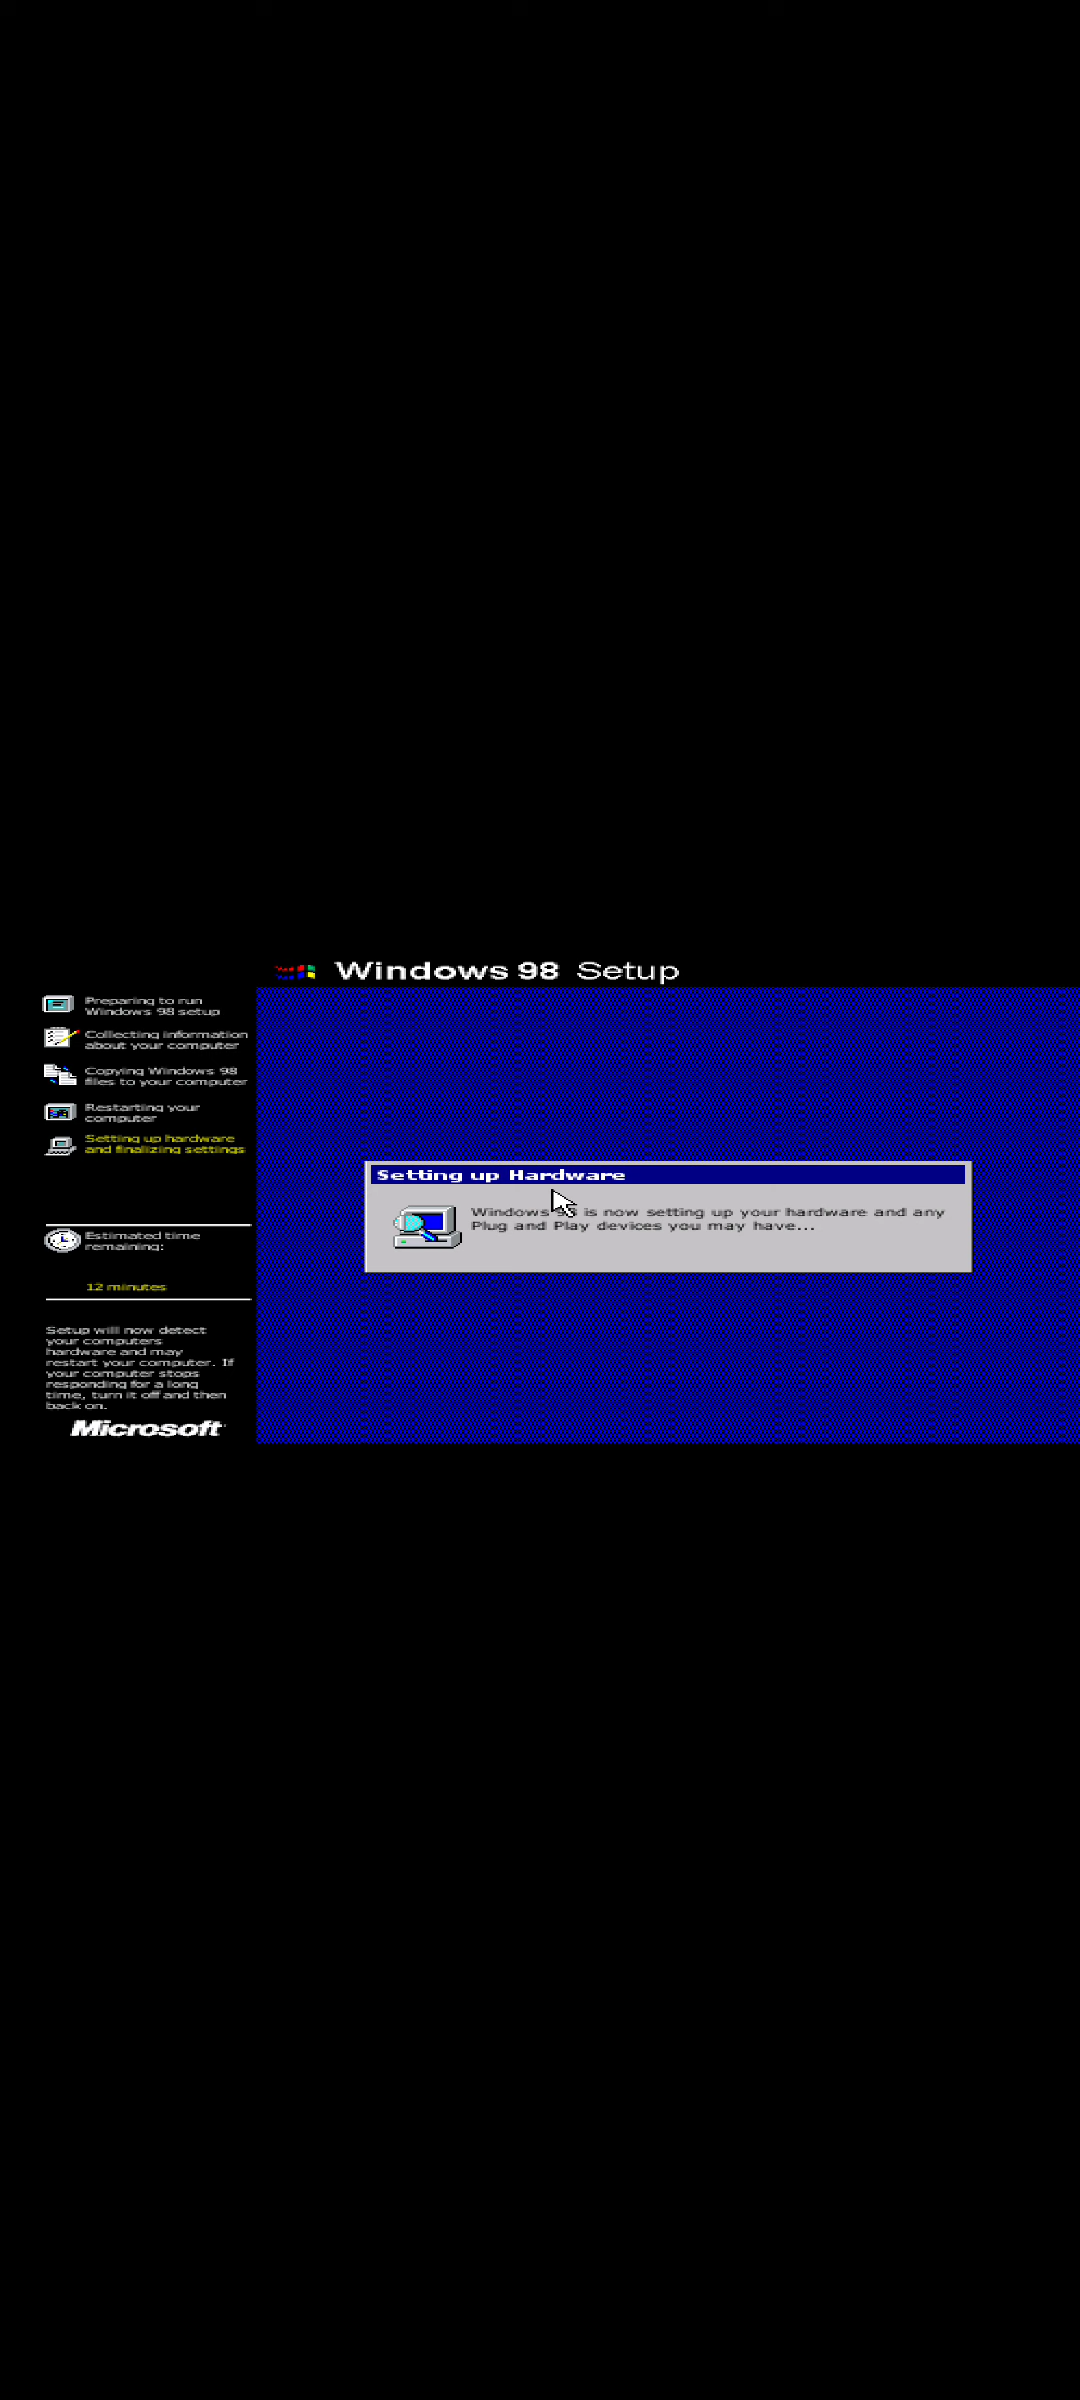 Windows 98 Setup
Preparing to run
Windows 98 setup
Collecting information
about your computer
Copying Windows 98
files to your computer
Restarting your
computer
Setting up hardware
and finalizing settings
Estimated time
remaining:
12 minutes
Setup will now detect
your computers
hardware and may
restart your computer. If
your computer stops
responding for a long
time, turn it off and then
back on.
Microsoft
Setting up Hardware
Windows 98 is now setting up your hardware and any
Plug and Play devices you may have...